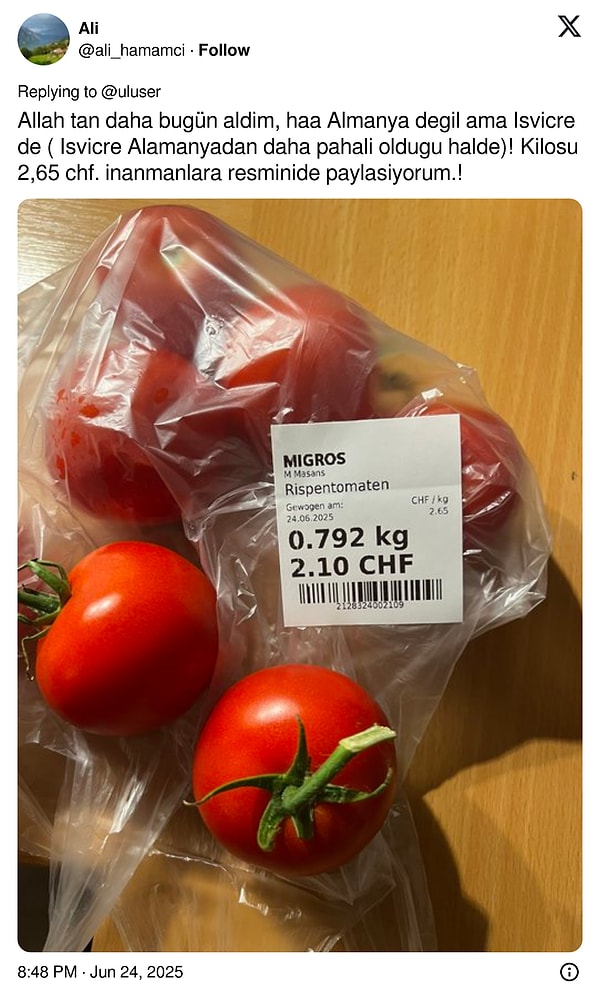 Ali
@ali_hamamci · Follow
X
Replying to @uluser
Allah tan daha bugün aldim, haa Almanya degil ama Isvicre
de ( Isvicre Alamanyadan daha pahali oldugu halde)! Kilosu
2,65 chf. inanmanlara resminide paylasiyorum.!
MIGROS
M Masans
Rispentomaten
Gewogen am: CHF / kg
24.06.2025 2.65
0.792 kg
2.10 CHF
2128324002109
8:48 PM · Jun 24, 2025